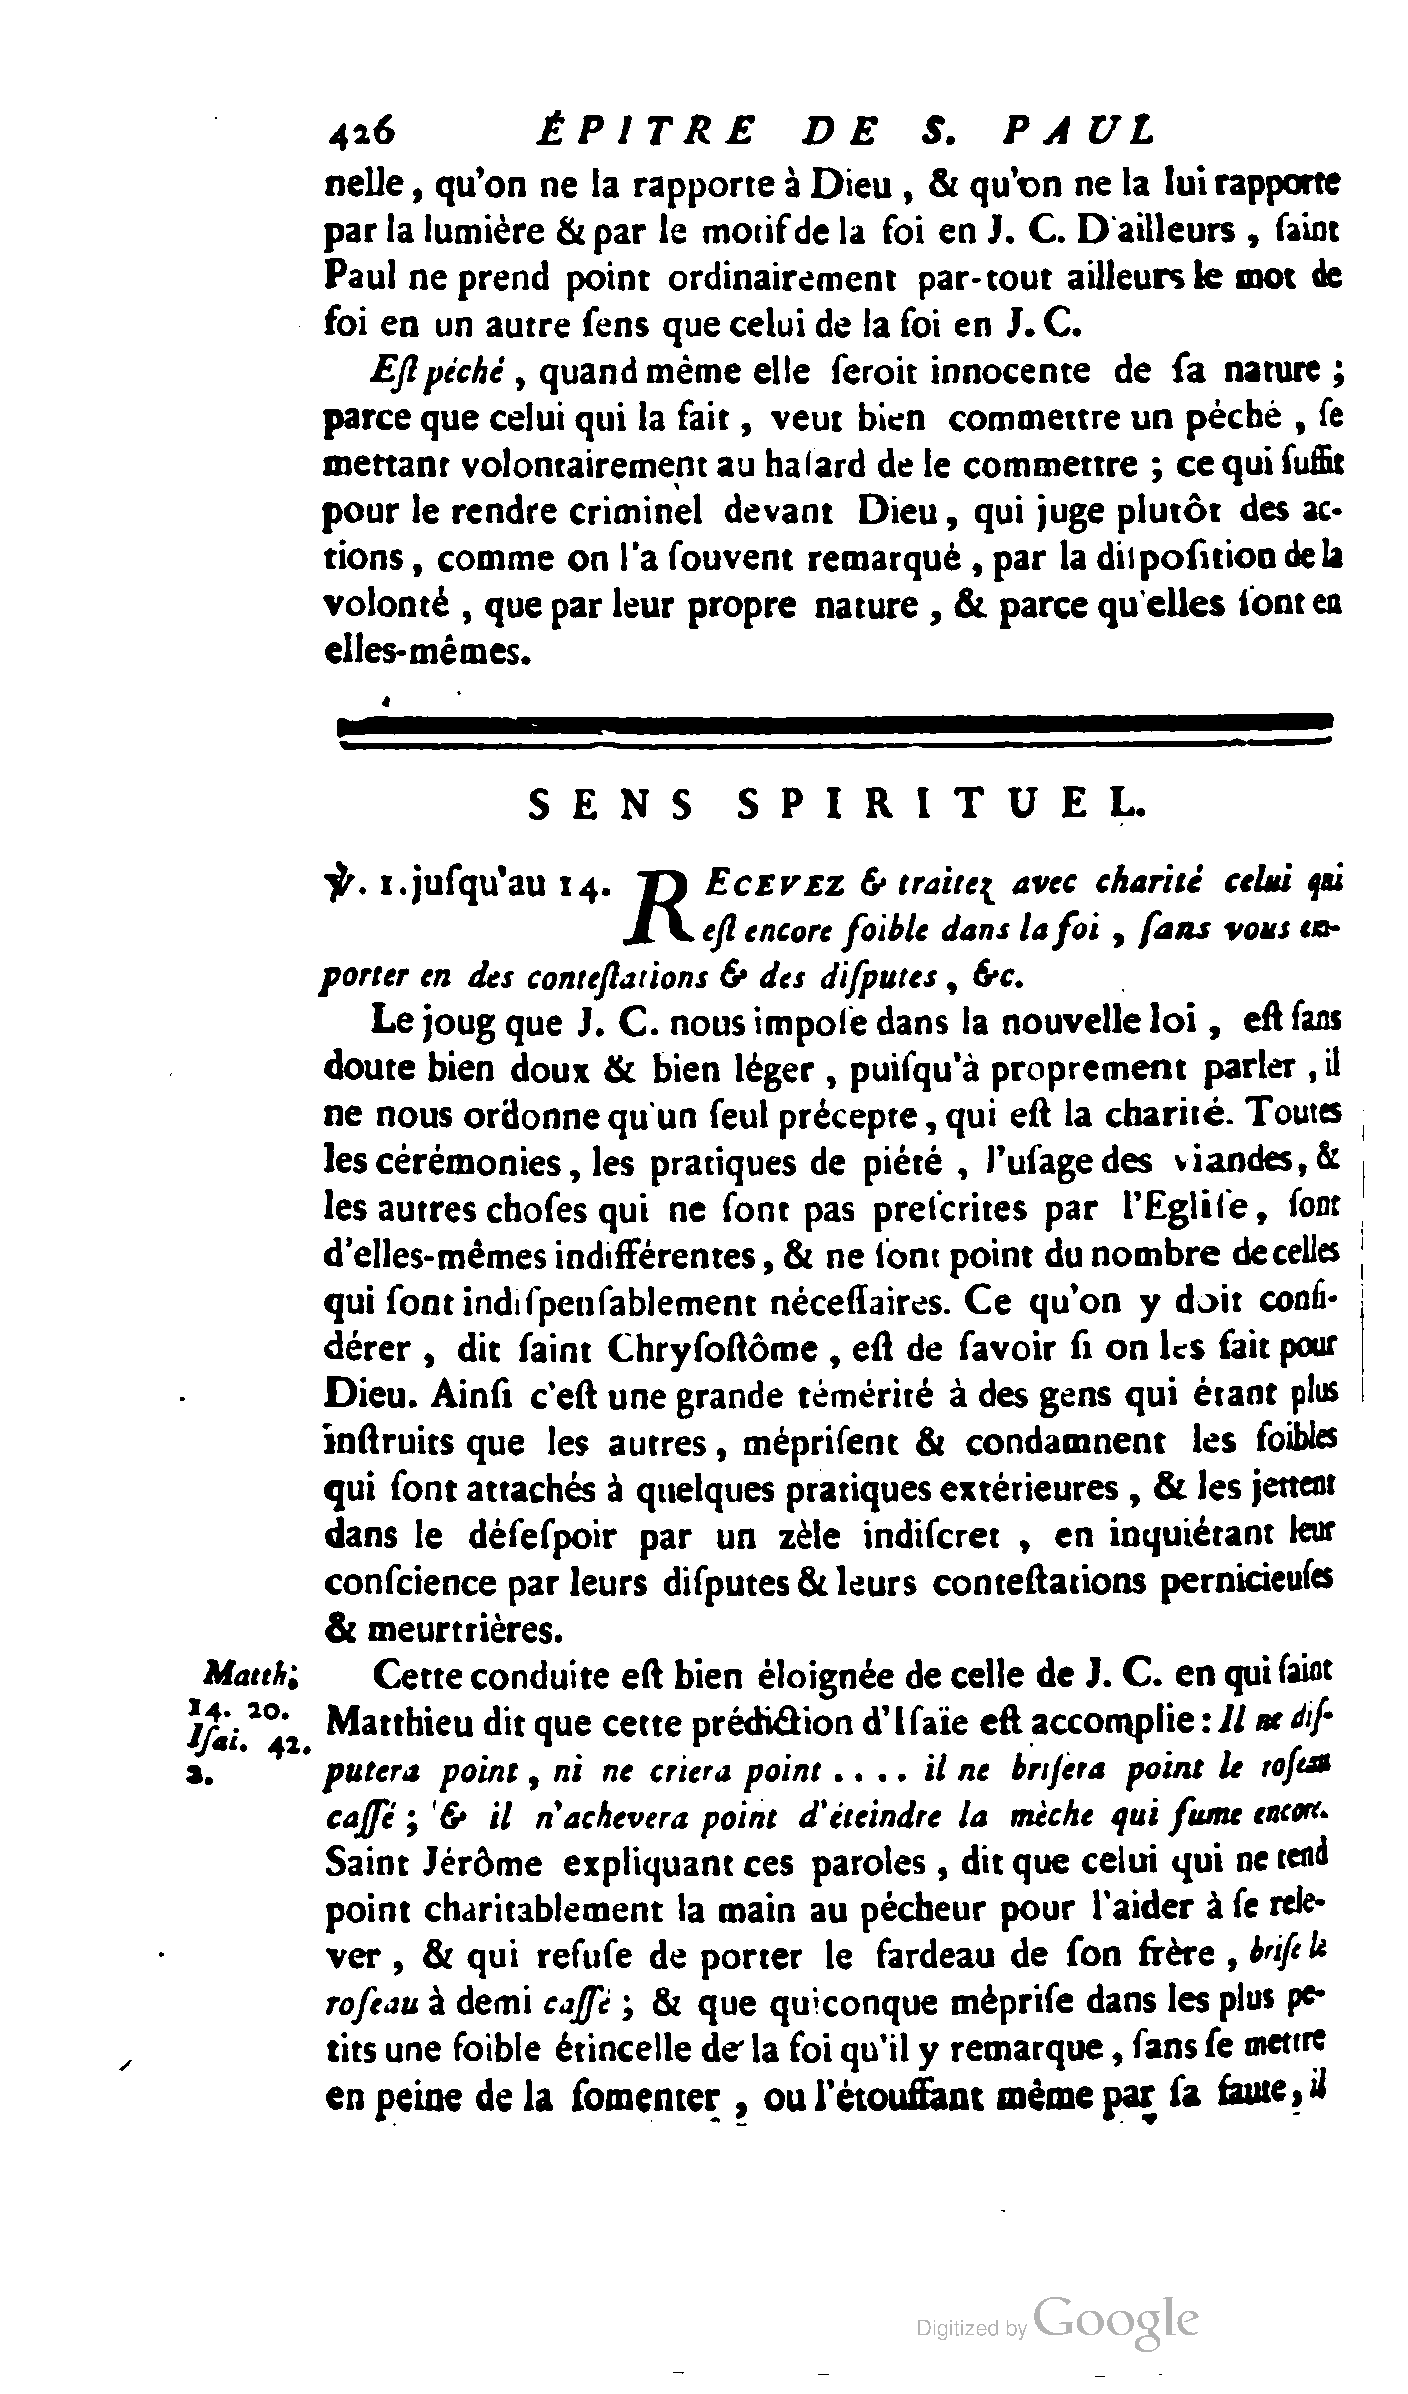 426 ÉPITRE DE S. PAUL
nelle, qu'on ne la rapporte à Dieu, & qu'on ne la lui rapporte
par la lumière & par le motif de la foi en J. C. D'ailleurs, ſaint
Paul ne prend point ordinairement par-tout ailleurs le mot de
foi en un autre ſens que celui de la foi en J. C.
Eſt péché, quand même elle ſeroit innocente de ſa nature ;
parce que celui qui la fait, veut bien commettre un péché, ſe
mettant volontairement au haſard de le commettre ; ce qui ſuffit
pour le rendre criminel devant Dieu, qui juge plutôt des ac-
tions, comme on l'a ſouvent remarqué, par la diſpoſition de la
volonté, que par leur propre nature, & parce qu'elles ſont en
elles-mêmes.
SENS SPIRITUEL.
℣. 1. juſqu'au 14. RECEVEZ & traitez avec charité celui qui
eſt encore foible dans la foi, ſans vous em-
porter en des conteſtations & des diſputes, &c.
Le joug que J. C. nous impoſe dans la nouvelle loi, eſt ſans
doute bien doux & bien léger, puiſqu'à proprement parler, il
ne nous ordonne qu'un ſeul précepte, qui eſt la charité. Toutes
les cérémonies, les pratiques de piété, l'uſage des viandes, &
les autres choſes qui ne ſont pas preſcrites par l'Egliſe, ſont
d'elles-mêmes indifférentes, & ne ſont point du nombre de celles
qui ſont indiſpenſablement néceſſaires. Ce qu'on y doit conſi-
dérer, dit ſaint Chryſoſtôme, eſt de ſavoir ſi on les fait pour
Dieu. Ainſi c'eſt une grande témérité à des gens qui étant plus
inſtruits que les autres, mépriſent & condamnent les foibles
qui ſont attachés à quelques pratiques extérieures, & les jettent
dans le déſeſpoir par un zèle indiſcret, en inquiétant leur
conſcience par leurs diſputes & leurs conteſtations pernicieuſes
& meurtrières.
Matth;
14. 20.
Iſai. 42.
2.
Cette conduite eſt bien éloignée de celle de J. C. en qui ſaint
Matthieu dit que cette prédiction d'Iſaïe eſt accomplie : Il ne diſ-
putera point, ni ne criera point .... il ne briſera point le roſeau
caſſé ; & il n'achevera point d'éteindre la mèche qui fume encore.
Saint Jérôme expliquant ces paroles, dit que celui qui ne tend
point charitablement la main au pécheur pour l'aider à ſe rele-
ver, & qui refuſe de porter le fardeau de ſon frère, briſe le
roſeau à demi caſſé ; & que quiconque mépriſe dans les plus pe-
tits une foible étincelle de la foi qu'il y remarque, ſans ſe mettre
en peine de la fomenter, ou l'étouffant même par ſa faute, il
Digitized by Google